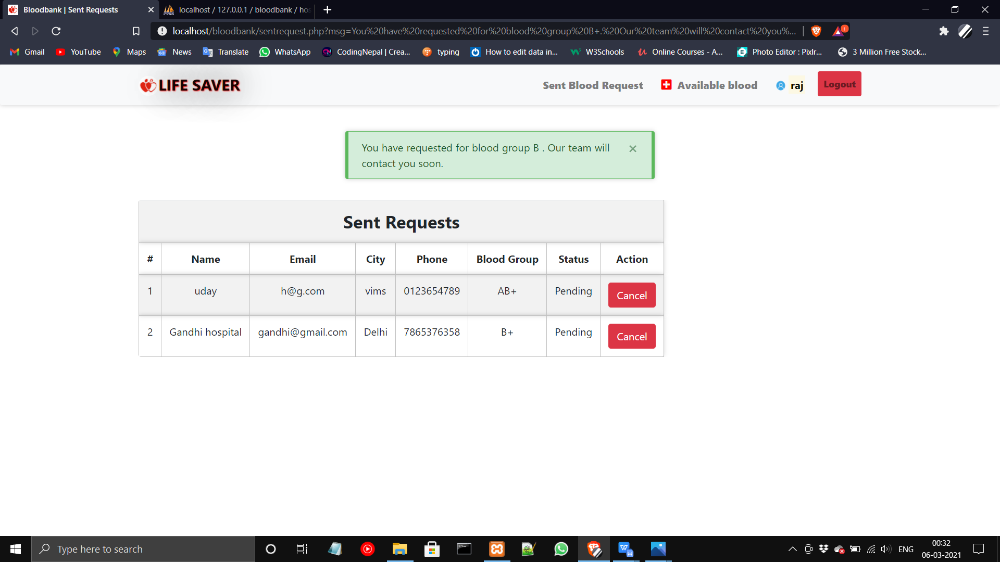 Bloodbank | Sent Requests
localhost / 127.0.0.1 / bloodbank / hos
localhost/bloodbank/sentrequest.php?msg=You%20have%20requested%20for%20blood%20group%20B+.%20Our%20team%20will%20contact%20you%...
1
Gmail YouTube Maps News Translate WhatsApp CodingNepal | Crea... typing How to edit data in... W3Schools Online Courses - A... Photo Editor : Pixlr... 3 Million Free Stock...
LIFE SAVER Sent Blood Request Available blood raj Logout
You have requested for blood group B . Our team will ×
contact you soon.
Sent Requests
# Name Email City Phone Blood Group Status Action
1 uday h@g.com vims 0123654789 AB+ Pending Cancel
2 Gandhi hospital gandhi@gmail.com Delhi 7865376358 B+ Pending Cancel
Type here to search
ENG
00:32
06-03-2021